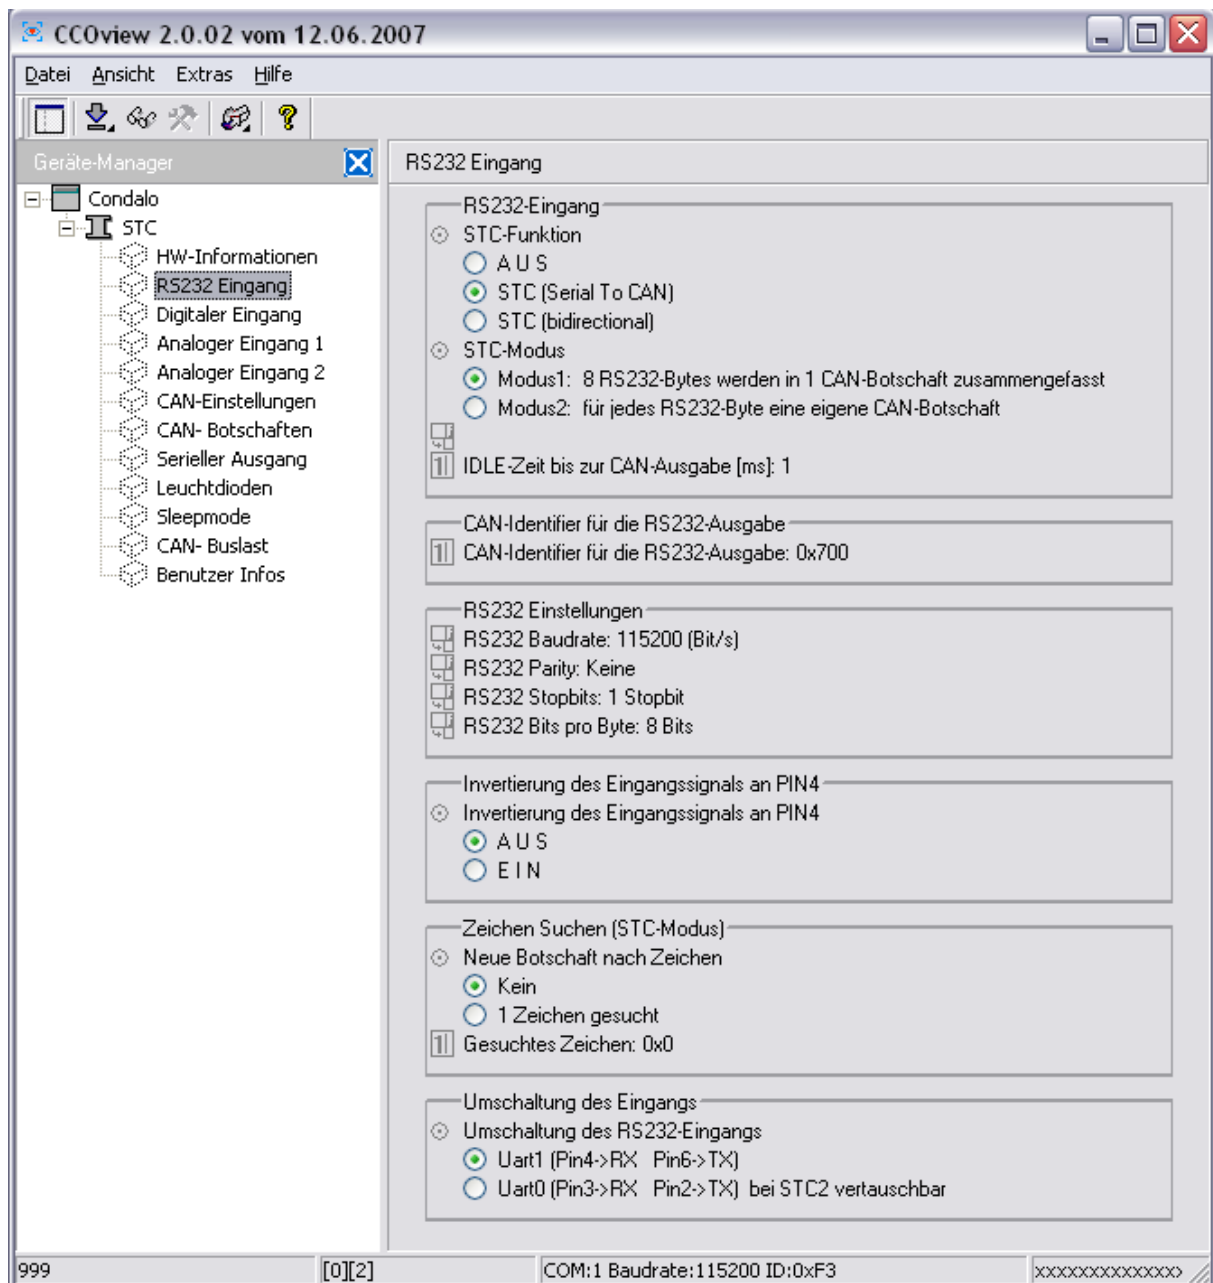 CCOview 2.0.02 vom 12.06.2007
Datei Ansicht Extras Hilfe
Geräte-Manager
Condalo
STC
HW-Informationen
RS232 Eingang
Digitaler Eingang
Analoger Eingang 1
Analoger Eingang 2
CAN-Einstellungen
CAN- Botschaften
Serieller Ausgang
Leuchtdioden
Sleepmode
CAN- Buslast
Benutzer Infos
RS232 Eingang
RS232-Eingang
STC-Funktion
A U S
STC (Serial To CAN)
STC (bidirectional)
STC-Modus
Modus1: 8 RS232-Bytes werden in 1 CAN-Botschaft zusammengefasst
Modus2: für jedes RS232-Byte eine eigene CAN-Botschaft
IDLE-Zeit bis zur CAN-Ausgabe [ms]: 1
CAN-Identifier für die RS232-Ausgabe
CAN-Identifier für die RS232-Ausgabe: 0x700
RS232 Einstellungen
RS232 Baudrate: 115200 (Bit/s)
RS232 Parity: Keine
RS232 Stopbits: 1 Stopbit
RS232 Bits pro Byte: 8 Bits
Invertierung des Eingangssignals an PIN4
Invertierung des Eingangssignals an PIN4
A U S
E I N
Zeichen Suchen (STC-Modus)
Neue Botschaft nach Zeichen
Kein
1 Zeichen gesucht
Gesuchtes Zeichen: 0x0
Umschaltung des Eingangs
Umschaltung des RS232-Eingangs
Uart1 (Pin4->RX Pin6->TX)
Uart0 (Pin3->RX Pin2->TX) bei STC2 vertauschbar
999 [0][2] COM:1 Baudrate:115200 ID:0xF3